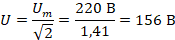 U = U_m / √2 = 220 В / 1,41 = 156 В